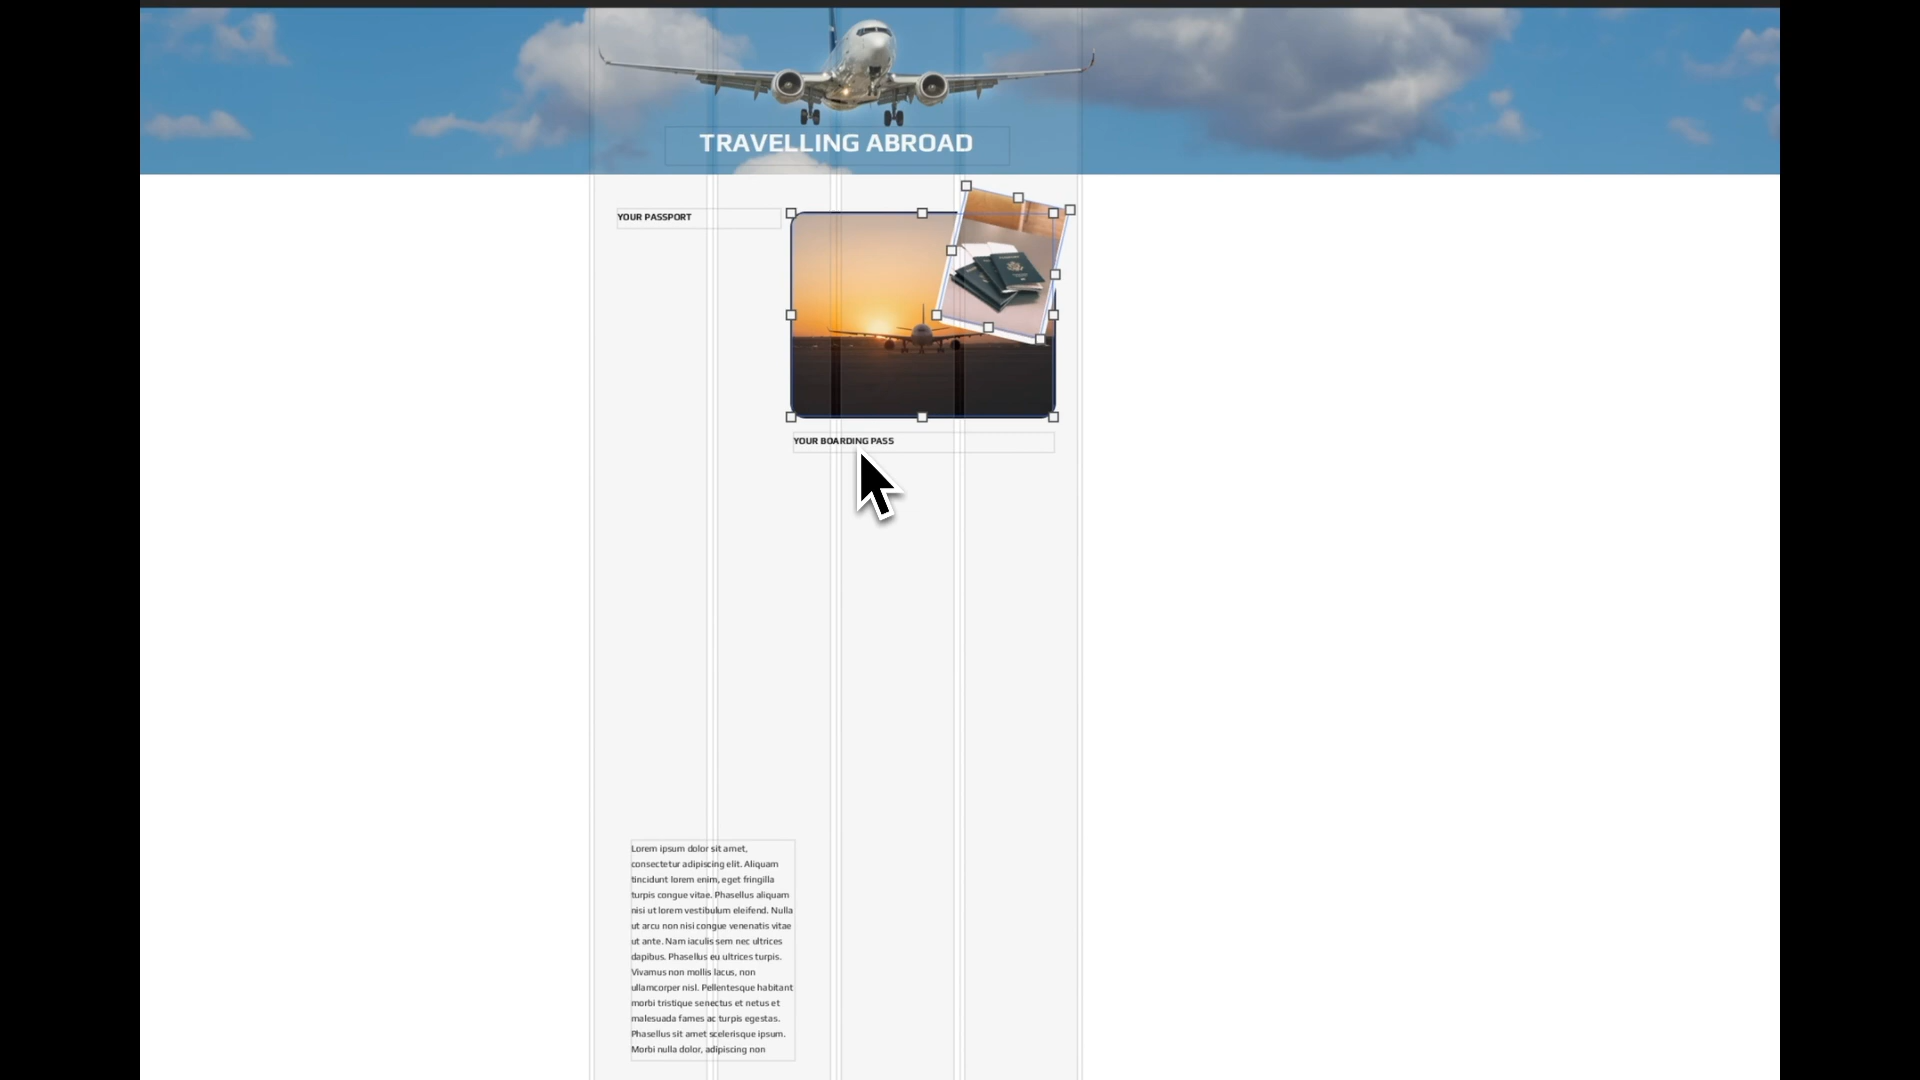 TRAVELLING ABROAD
YOUR PASSPORT
YOUR BOARDING PASS
Lorem ipsum dolor sit amet,
consectetur adipiscing elit. Aliquam
tincidunt lorem enim, eget fringilla
turpis congue vitae. Phasellus aliquam
nisi ut lorem vestibulum eleifend. Nulla
ut arcu non nisi congue venenatis vitae
ut ante. Nam iaculis sem nec ultrices
dapibus. Phasellus eu ultrices turpis.
Vivamus non mollis lacus, non
ullamcorper nisl. Pellentesque habitant
morbi tristique senectus et netus et
malesuada fames ac turpis egestas.
Phasellus sit amet scelerisque ipsum.
Morbi nulla dolor, adipiscing non